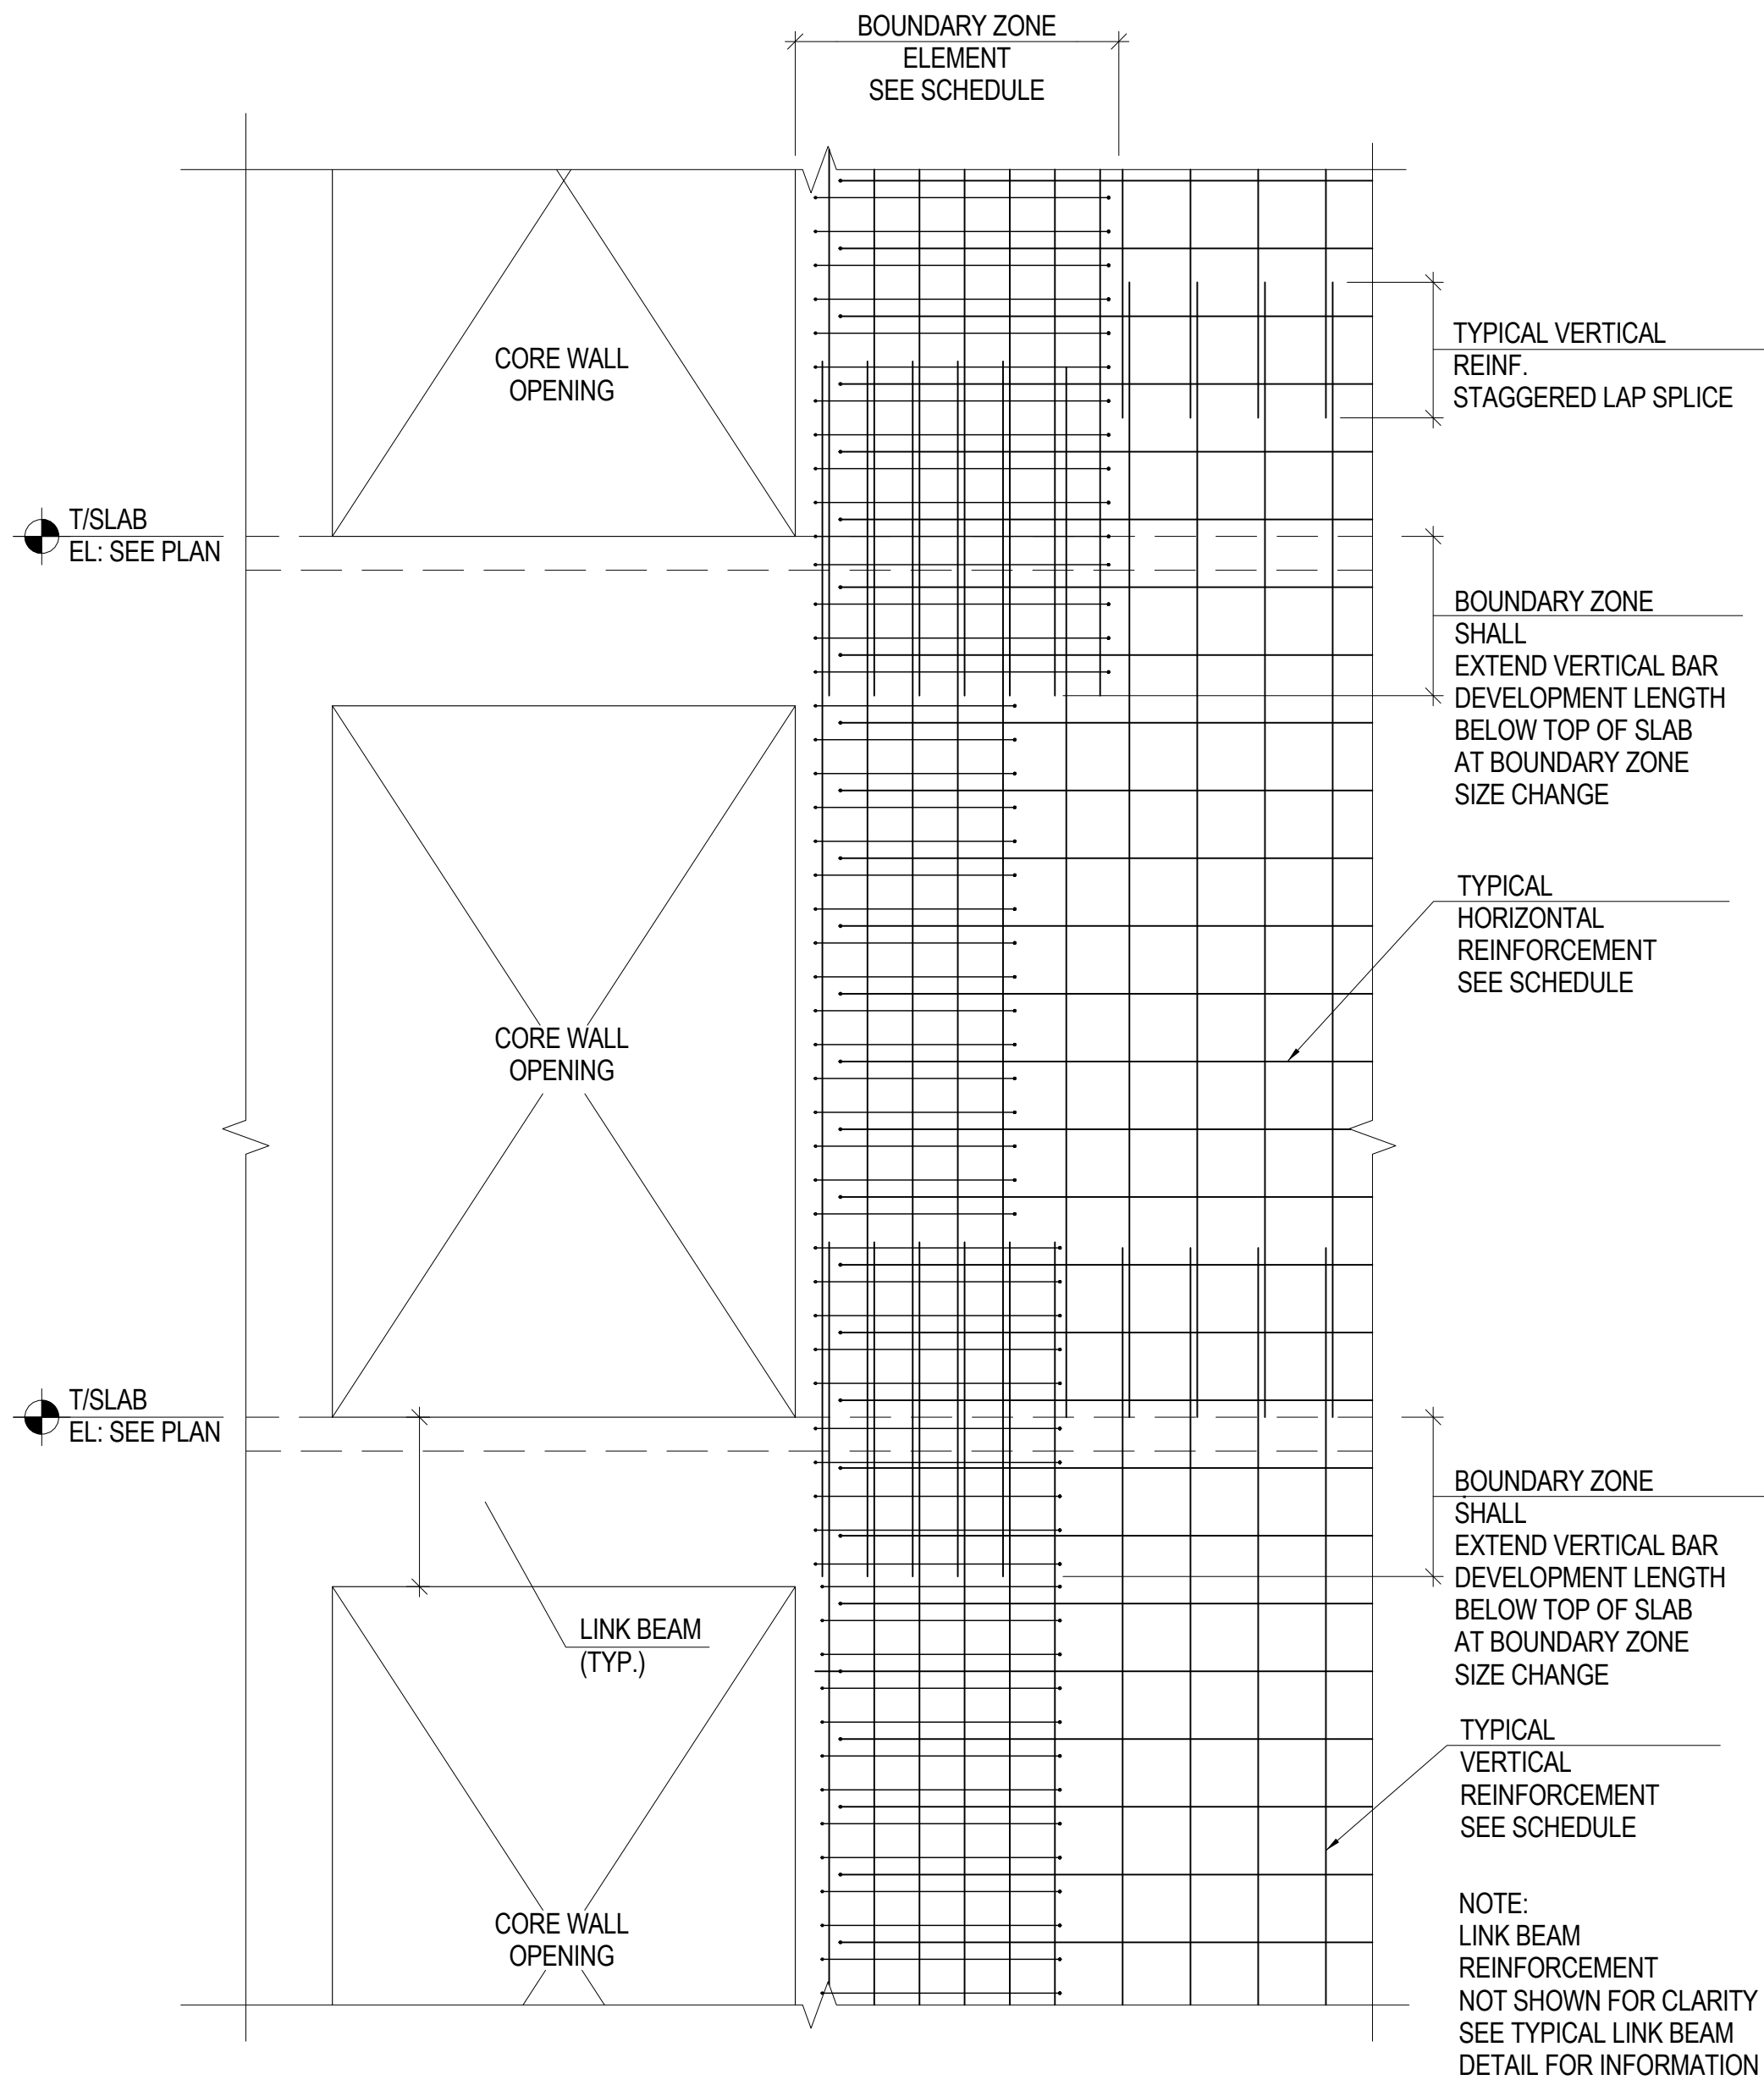 BOUNDARY ZONE
ELEMENT
SEE SCHEDULE
CORE WALL
OPENING
TYPICAL VERTICAL
REINF.
STAGGERED LAP SPLICE
T/SLAB
EL: SEE PLAN
BOUNDARY ZONE
SHALL
EXTEND VERTICAL BAR
DEVELOPMENT LENGTH
BELOW TOP OF SLAB
AT BOUNDARY ZONE
SIZE CHANGE
TYPICAL
HORIZONTAL
REINFORCEMENT
SEE SCHEDULE
CORE WALL
OPENING
T/SLAB
EL: SEE PLAN
BOUNDARY ZONE
SHALL
EXTEND VERTICAL BAR
DEVELOPMENT LENGTH
BELOW TOP OF SLAB
AT BOUNDARY ZONE
SIZE CHANGE
LINK BEAM
(TYP.)
TYPICAL
VERTICAL
REINFORCEMENT
SEE SCHEDULE
CORE WALL
OPENING
NOTE:
LINK BEAM
REINFORCEMENT
NOT SHOWN FOR CLARITY
SEE TYPICAL LINK BEAM
DETAIL FOR INFORMATION